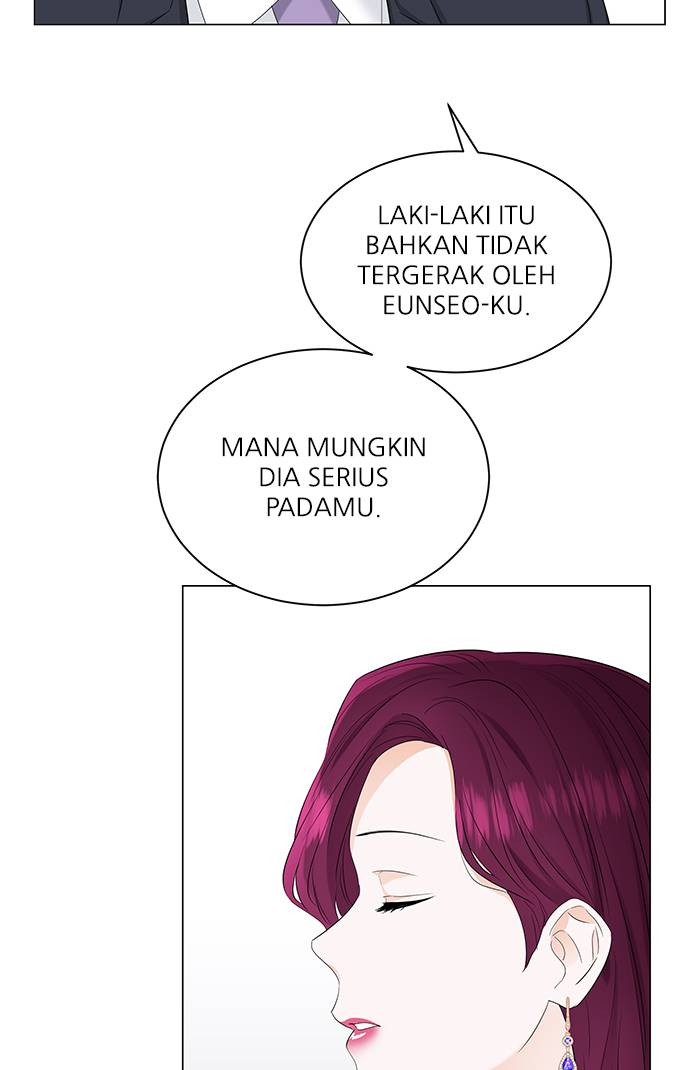 LAKI-LAKI ITU
BAHKAN TIDAK
TERGERAK OLEH
EUNSEO-KU.
MANA MUNGKIN
DIA SERIUS
PADAMU.